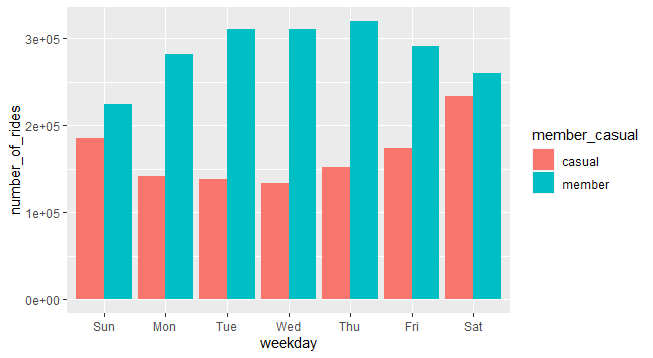 number_of_rides
3e+05
2e+05
1e+05
0e+00
Sun Mon Tue Wed Thu Fri Sat
weekday
member_casual
casual
member